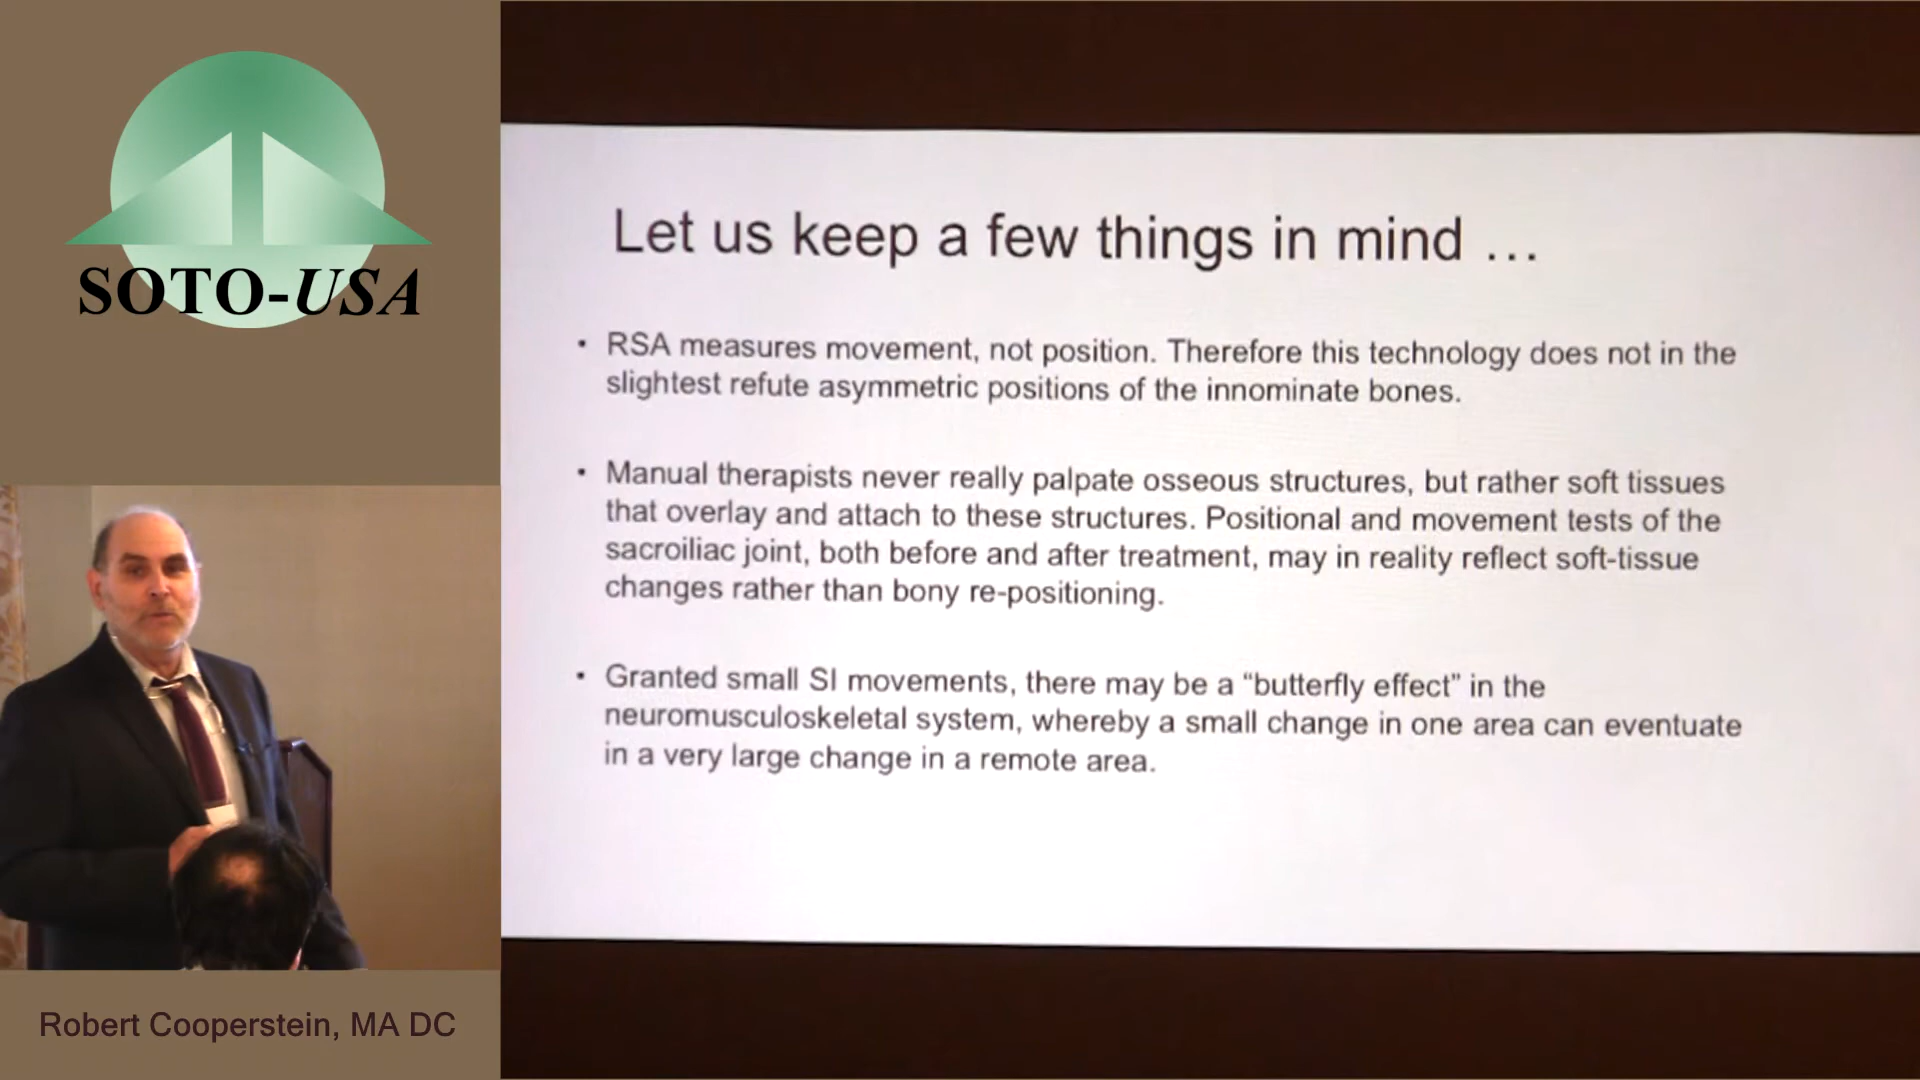 SOTO-USA
Let us keep a few things in mind …
• RSA measures movement, not position. Therefore this technology does not in the
slightest refute asymmetric positions of the innominate bones.
• Manual therapists never really palpate osseous structures, but rather soft tissues
that overlay and attach to these structures. Positional and movement tests of the
sacroiliac joint, both before and after treatment, may in reality reflect soft-tissue
changes rather than bony re-positioning.
• Granted small SI movements, there may be a “butterfly effect” in the
neuromusculoskeletal system, whereby a small change in one area can eventuate
in a very large change in a remote area.
Robert Cooperstein, MA DC